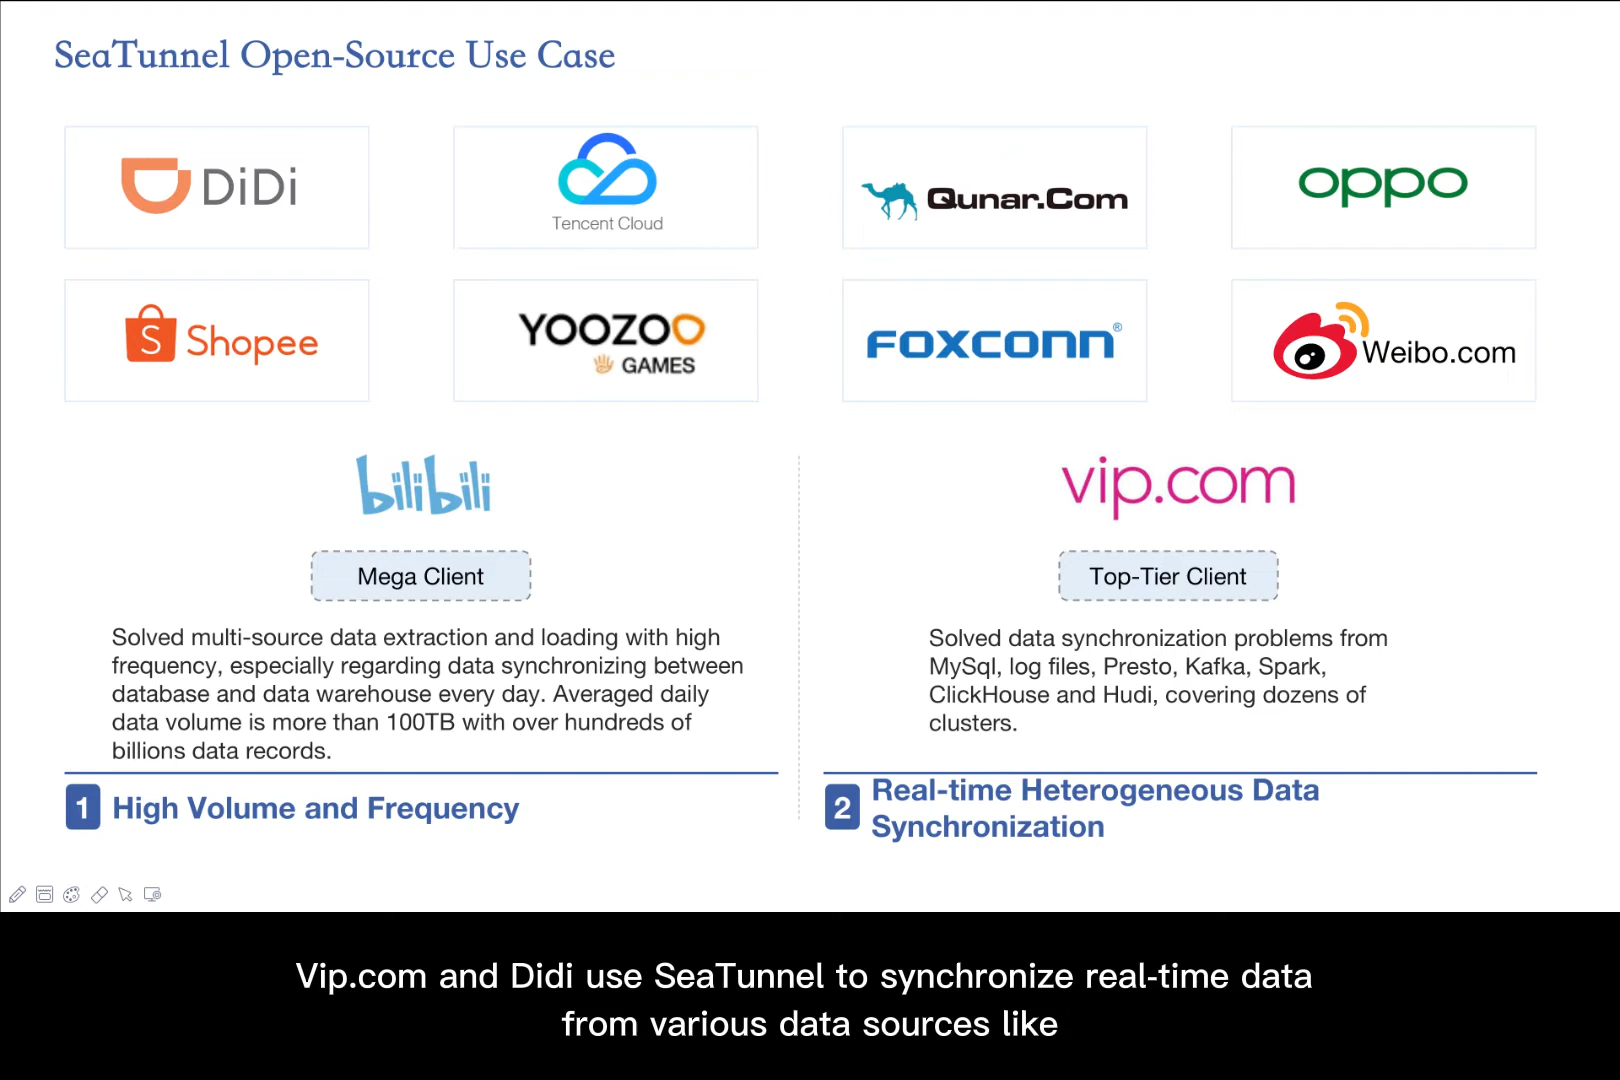 SeaTunnel Open-Source Use Case
DiDi
Tencent Cloud
Qunar.Com
oppo
S Shopee
YOOZOO
GAMES
FOXCONN®
Weibo.com
bilibili
vip.com
Mega Client
Top-Tier Client
Solved multi-source data extraction and loading with high
frequency, especially regarding data synchronizing between
database and data warehouse every day. Averaged daily
data volume is more than 100TB with over hundreds of
billions data records.
Solved data synchronization problems from
MySql, log files, Presto, Kafka, Spark,
ClickHouse and Hudi, covering dozens of
clusters.
1 High Volume and Frequency
2 Real-time Heterogeneous Data
Synchronization
Vip.com and Didi use SeaTunnel to synchronize real-time data
from various data sources like